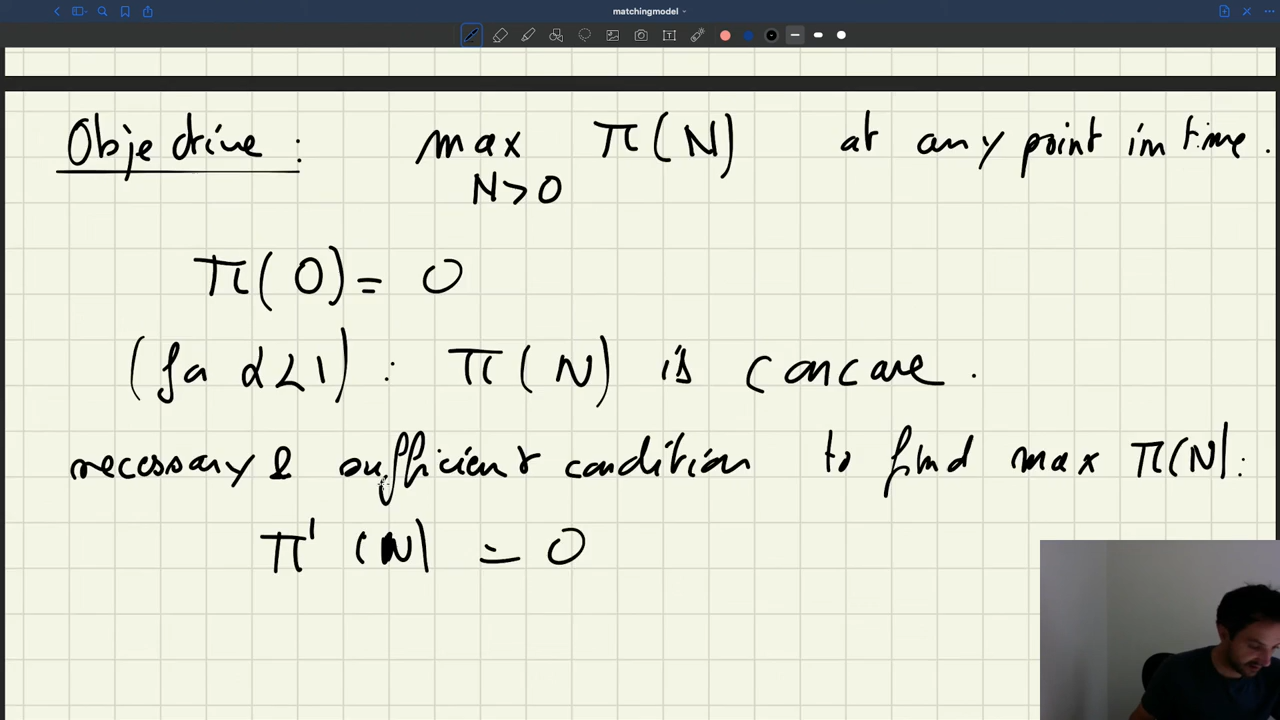 matchingmodel
Objective : max π(N) at any point in time.
N>0
π(0) = 0
(for α<1) : π(N) is concave.
necessary & sufficient condition to find max π(N):
π'(N) = 0